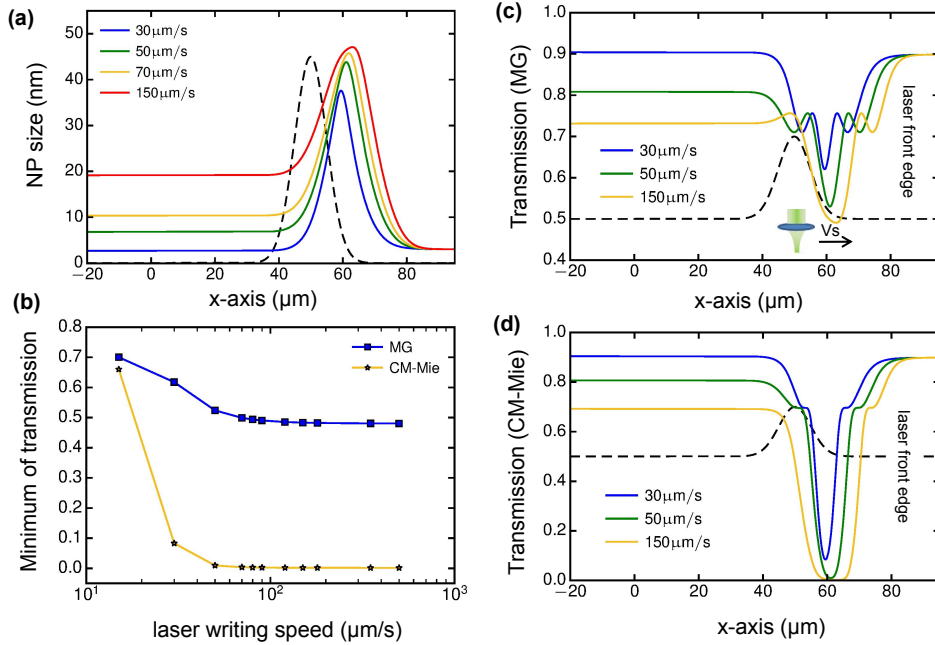 (a)
NP size (nm)
50
40
30
20
10
0
30μm/s
50μm/s
70μm/s
150μm/s
−20 0 20 40 60 80
x-axis (μm)
(b)
Minimum of transmission
0.8
0.7
0.6
0.5
0.4
0.3
0.2
0.1
0.0
MG
CM-Mie
10¹ 10² 10³
laser writing speed (μm/s)
(c)
Transmission (MG)
1.0
0.9
0.8
0.7
0.6
0.5
0.4
30μm/s
50μm/s
150μm/s
laser front edge
Vs
−20 0 20 40 60 80
x-axis (μm)
(d)
Transmission (CM-Mie)
1.0
0.8
0.6
0.4
0.2
0.0
30μm/s
50μm/s
150μm/s
laser front edge
−20 0 20 40 60 80
x-axis (μm)